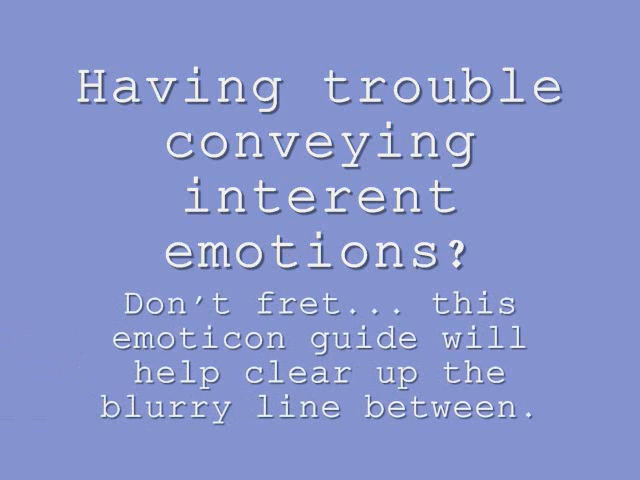 Having trouble
conveying
interent
emotions?
Don't fret... this
emoticon guide will
help clear up the
blurry line between.